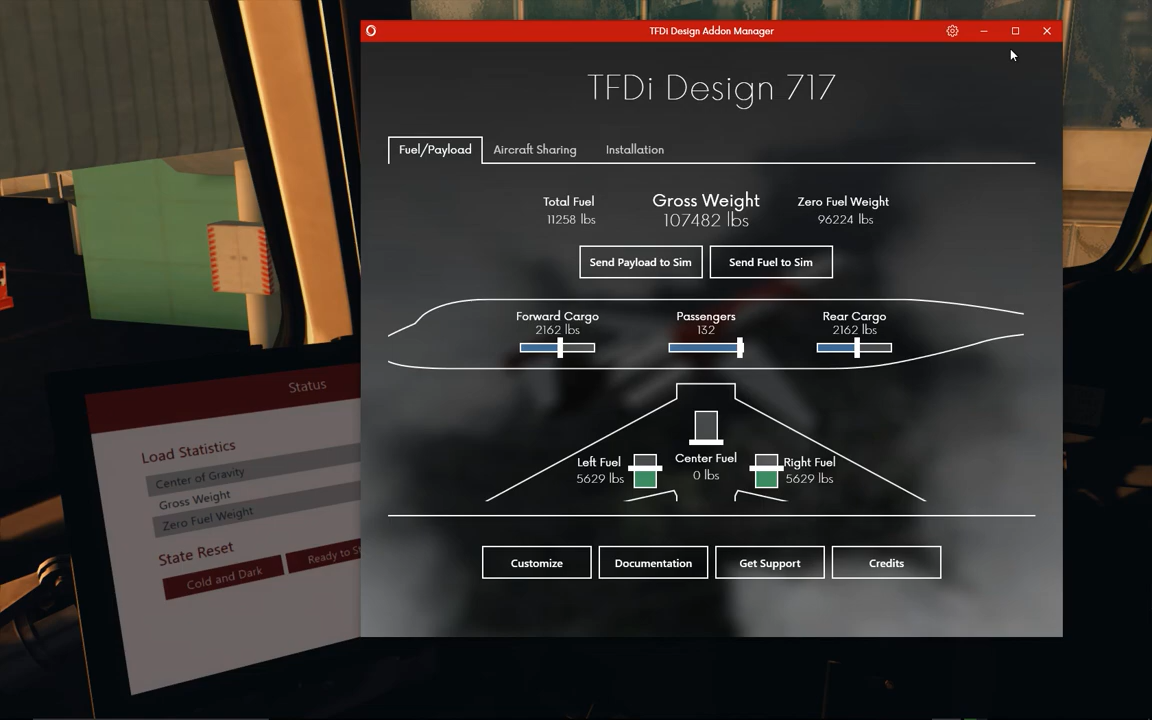 TFDi Design Addon Manager
TFDi Design 717
Fuel/Payload Aircraft Sharing Installation
Total Fuel Gross Weight Zero Fuel Weight
11258 lbs 107482 lbs 96224 lbs
Send Payload to Sim Send Fuel to Sim
Forward Cargo Passengers Rear Cargo
2162 lbs 132 2162 lbs
Left Fuel Center Fuel Right Fuel
5629 lbs 0 lbs 5629 lbs
Customize Documentation Get Support Credits
Status
Load Statistics
Center of Gravity
Gross Weight
Zero Fuel Weight
State Reset
Cold and Dark Ready to